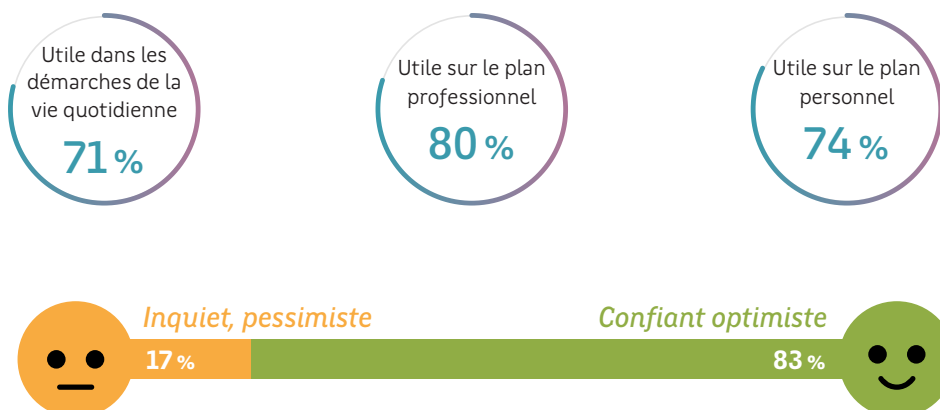 Utile dans les
démarches de la
vie quotidienne
71 %
Utile sur le plan
professionnel
80 %
Utile sur le plan
personnel
74 %
Inquiet, pessimiste
Confiant optimiste
17 %
83 %